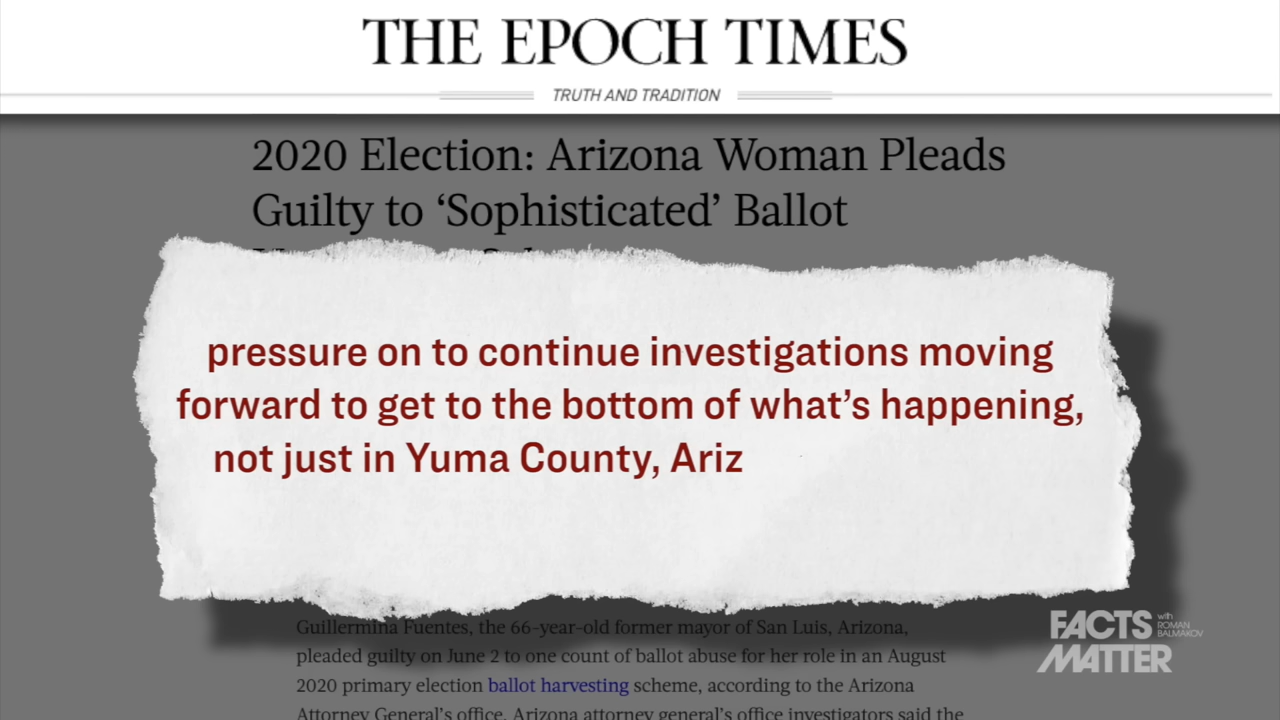 THE EPOCH TIMES
TRUTH AND TRADITION
2020 Election: Arizona Woman Pleads
Guilty to ‘Sophisticated’ Ballot
pressure on to continue investigations moving
forward to get to the bottom of what’s happening,
not just in Yuma County, Ariz
Guillermina Fuentes, the 66-year-old former mayor of San Luis, Arizona,
pleaded guilty on June 2 to one count of ballot abuse for her role in an August
2020 primary election ballot harvesting scheme, according to the Arizona
Attorney General’s office. Arizona attorney general’s office investigators said the
FACTS with ROMAN BALMAKOV
MATTER